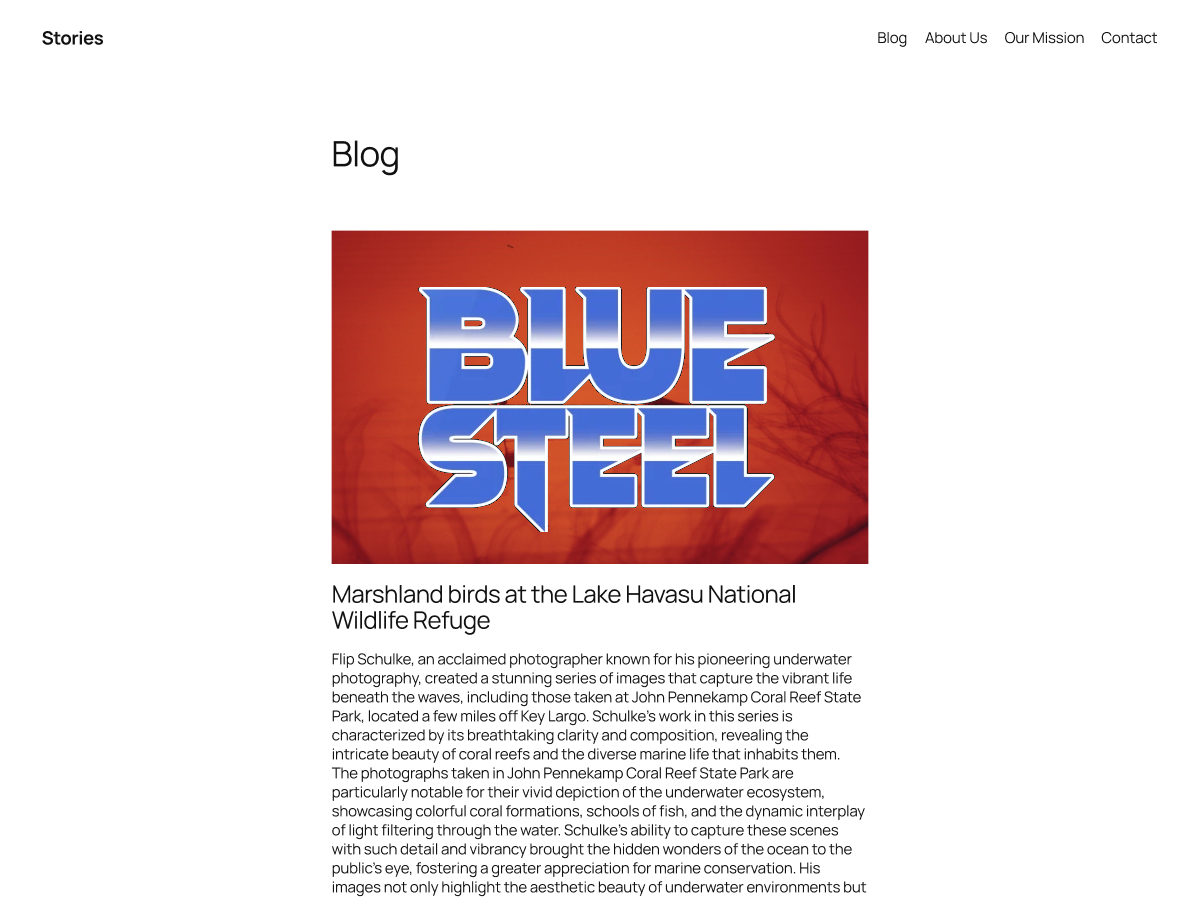 Stories
Blog About Us Our Mission Contact
Blog
BLUE
STEEL
Marshland birds at the Lake Havasu National
Wildlife Refuge
Flip Schulke, an acclaimed photographer known for his pioneering underwater
photography, created a stunning series of images that capture the vibrant life
beneath the waves, including those taken at John Pennekamp Coral Reef State
Park, located a few miles off Key Largo. Schulke’s work in this series is
characterized by its breathtaking clarity and composition, revealing the
intricate beauty of coral reefs and the diverse marine life that inhabits them.
The photographs taken in John Pennekamp Coral Reef State Park are
particularly notable for their vivid depiction of the underwater ecosystem,
showcasing colorful coral formations, schools of fish, and the dynamic interplay
of light filtering through the water. Schulke’s ability to capture these scenes
with such detail and vibrancy brought the hidden wonders of the ocean to the
public’s eye, fostering a greater appreciation for marine conservation. His
images not only highlight the aesthetic beauty of underwater environments but